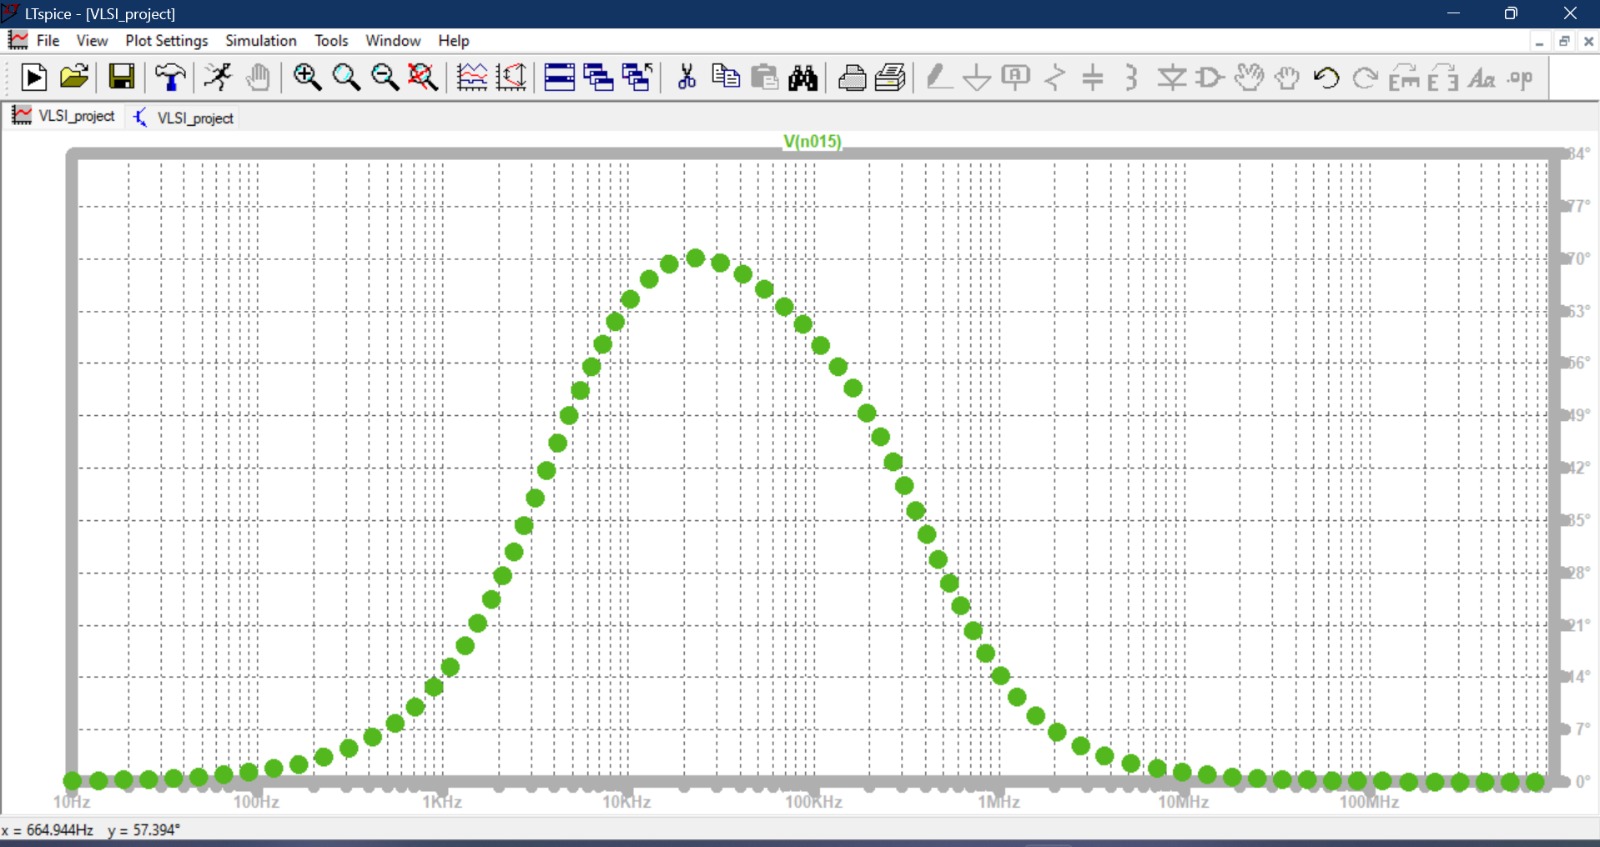 LTspice - [VLSI_project]
File View Plot Settings Simulation Tools Window Help
.op
VLSI_project VLSI_project
V(n015)
84°
77°
70°
63°
56°
49°
42°
35°
28°
21°
14°
7°
0°
10Hz 100Hz 1KHz 10KHz 100KHz 1MHz 10MHz 100MHz
x = 664.944Hz y = 57.394°